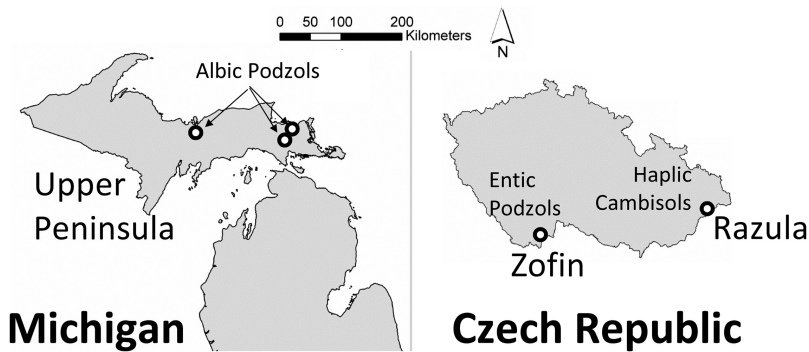 0 50 100 200
Kilometers
N
Albic Podzols
Upper
Peninsula
Michigan
Entic
Podzols
Haplic
Cambisols
Razula
Zofin
Czech Republic